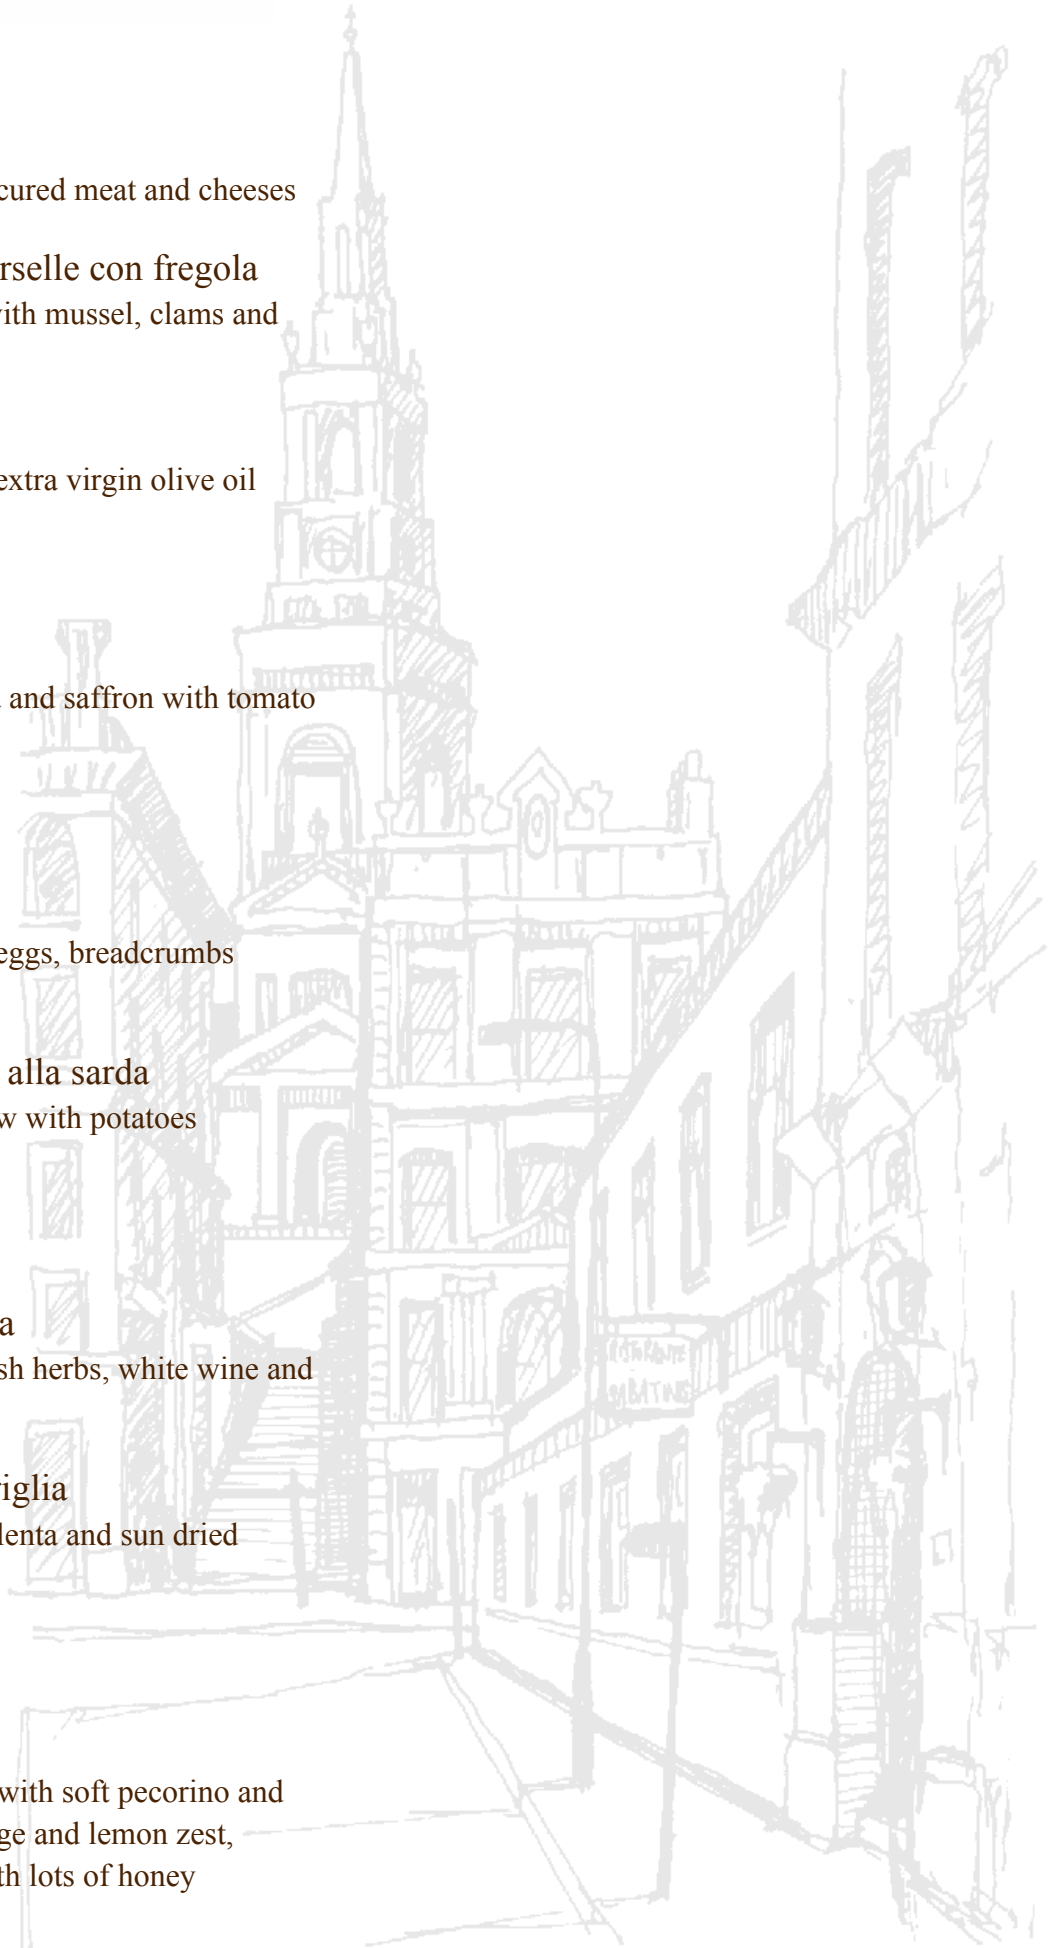 cured meat and cheeses
rselle con fregola
with mussel, clams and
extra virgin olive oil
and saffron with tomato
eggs, breadcrumbs
alla sarda
w with potatoes
a
sh herbs, white wine and
iglia
lenta and sun dried
with soft pecorino and
ge and lemon zest,
th lots of honey